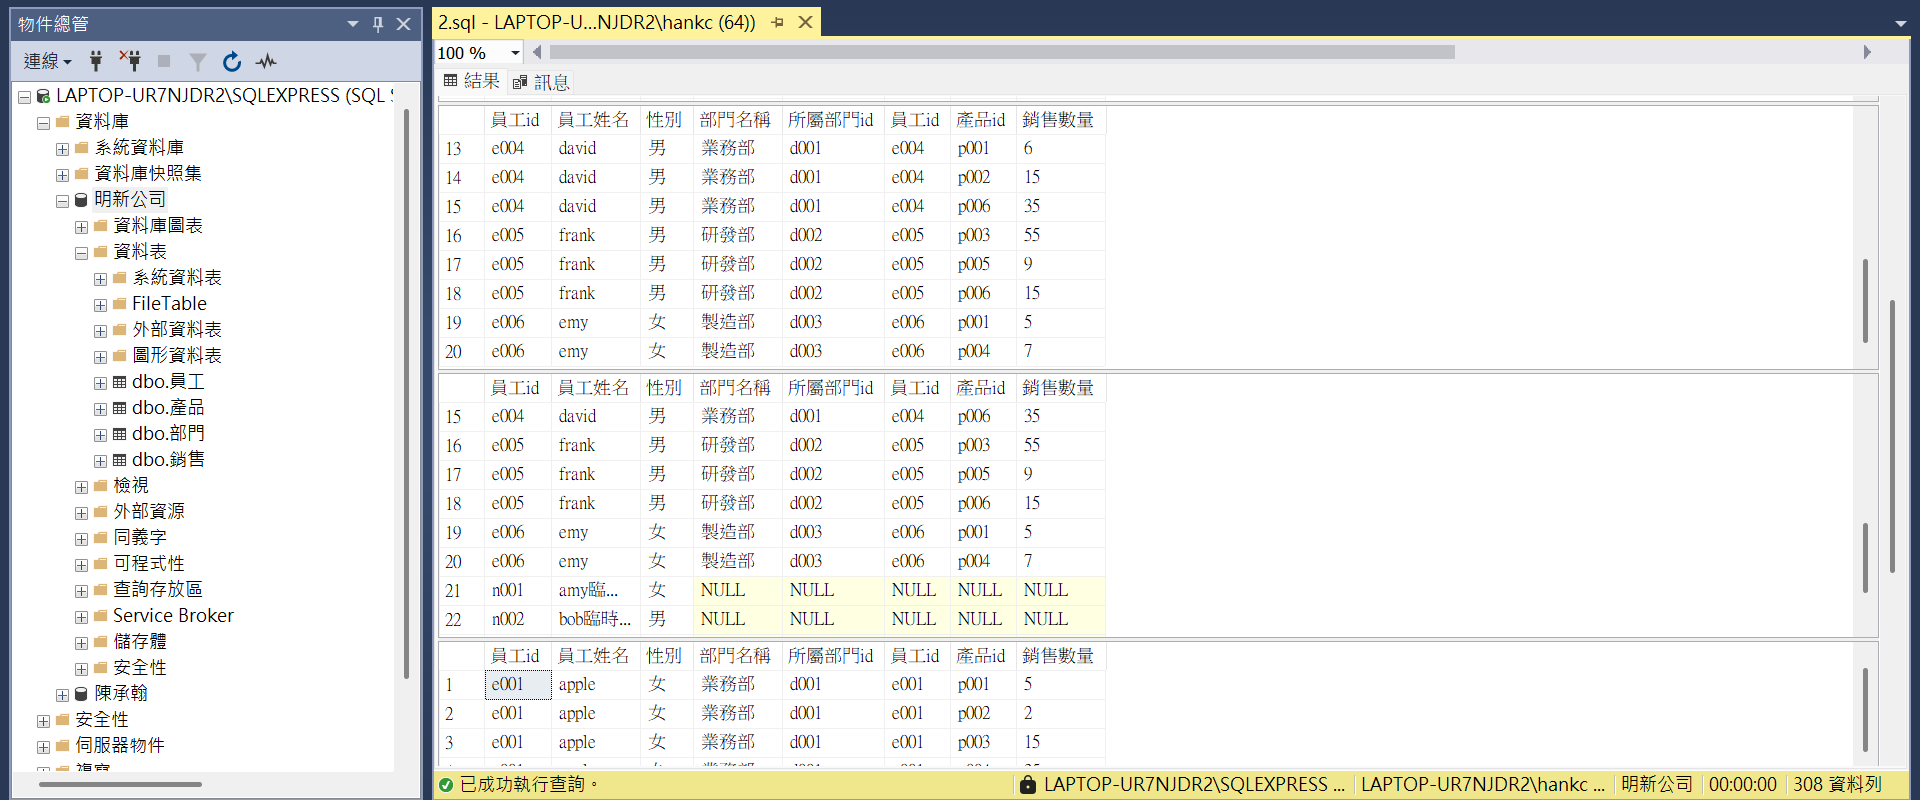 物件總管
連線
LAPTOP-UR7NJDR2\SQLEXPRESS (SQL S
資料庫
系統資料庫
資料庫快照集
明新公司
資料庫圖表
資料表
系統資料表
FileTable
外部資料表
圖形資料表
dbo.員工
dbo.產品
dbo.部門
dbo.銷售
檢視
外部資源
同義字
可程式性
查詢存放區
Service Broker
儲存體
安全性
陳承翰
安全性
伺服器物件
複寫
2.sql - LAPTOP-U...NJDR2\hankc (64))
100 %
結果 訊息
員工id 員工姓名 性別 部門名稱 所屬部門id 員工id 產品id 銷售數量
13 e004 david 男 業務部 d001 e004 p001 6
14 e004 david 男 業務部 d001 e004 p002 15
15 e004 david 男 業務部 d001 e004 p006 35
16 e005 frank 男 研發部 d002 e005 p003 55
17 e005 frank 男 研發部 d002 e005 p005 9
18 e005 frank 男 研發部 d002 e005 p006 15
19 e006 emy 女 製造部 d003 e006 p001 5
20 e006 emy 女 製造部 d003 e006 p004 7
員工id 員工姓名 性別 部門名稱 所屬部門id 員工id 產品id 銷售數量
15 e004 david 男 業務部 d001 e004 p006 35
16 e005 frank 男 研發部 d002 e005 p003 55
17 e005 frank 男 研發部 d002 e005 p005 9
18 e005 frank 男 研發部 d002 e005 p006 15
19 e006 emy 女 製造部 d003 e006 p001 5
20 e006 emy 女 製造部 d003 e006 p004 7
21 n001 amy臨... 女 NULL NULL NULL NULL NULL
22 n002 bob臨時... 男 NULL NULL NULL NULL NULL
員工id 員工姓名 性別 部門名稱 所屬部門id 員工id 產品id 銷售數量
1 e001 apple 女 業務部 d001 e001 p001 5
2 e001 apple 女 業務部 d001 e001 p002 2
3 e001 apple 女 業務部 d001 e001 p003 15
已成功執行查詢。 LAPTOP-UR7NJDR2\SQLEXPRESS ... LAPTOP-UR7NJDR2\hankc ... 明新公司 00:00:00 308 資料列